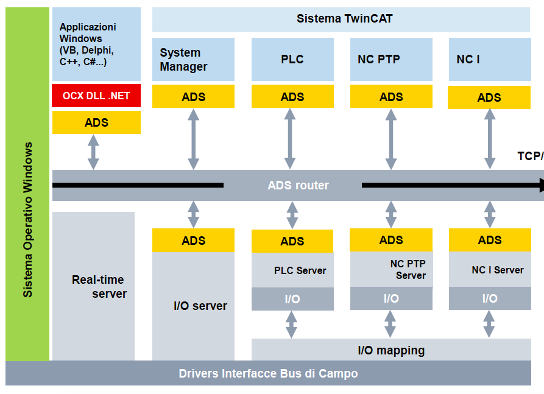 Sistema Operativo Windows
Applicazioni
Windows
(VB, Delphi,
C++, C#...)
OCX DLL .NET
ADS
Sistema TwinCAT
System
Manager
ADS
PLC
ADS
NC PTP
ADS
NC I
ADS
TCP/
ADS router
Real-time
server
ADS
I/O server
ADS
PLC Server
I/O
ADS
NC PTP
Server
I/O
ADS
NC I Server
I/O
I/O mapping
Drivers Interfacce Bus di Campo